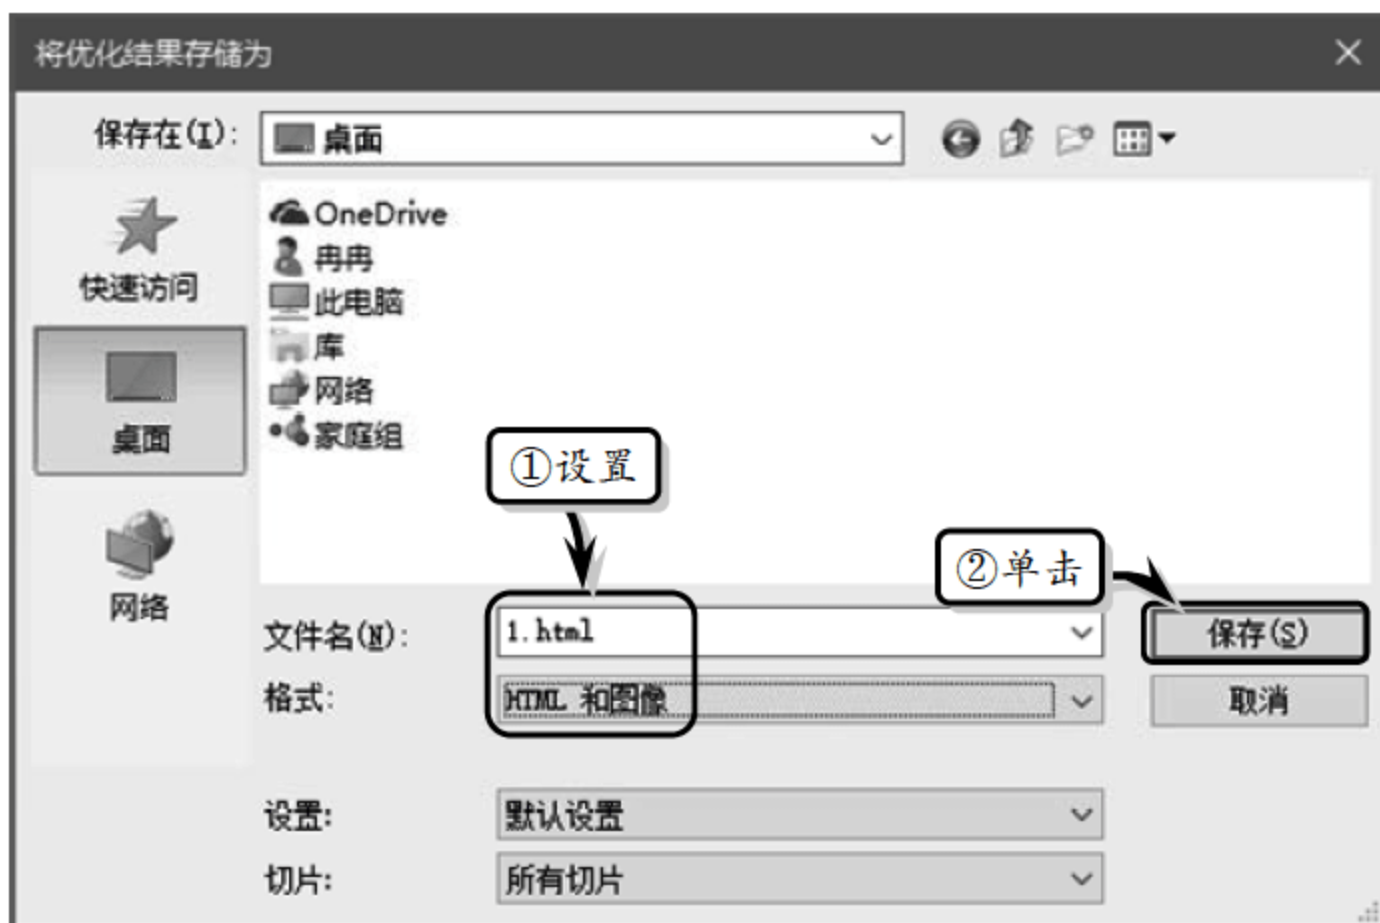 将优化结果存储为
保存在(I):
桌面
OneDrive
冉冉
此电脑
库
网络
家庭组
快速访问
桌面
网络
①设置
②单击
文件名(N):
1.html
保存(S)
格式:
HTML 和图像
取消
设置:
默认设置
切片:
所有切片